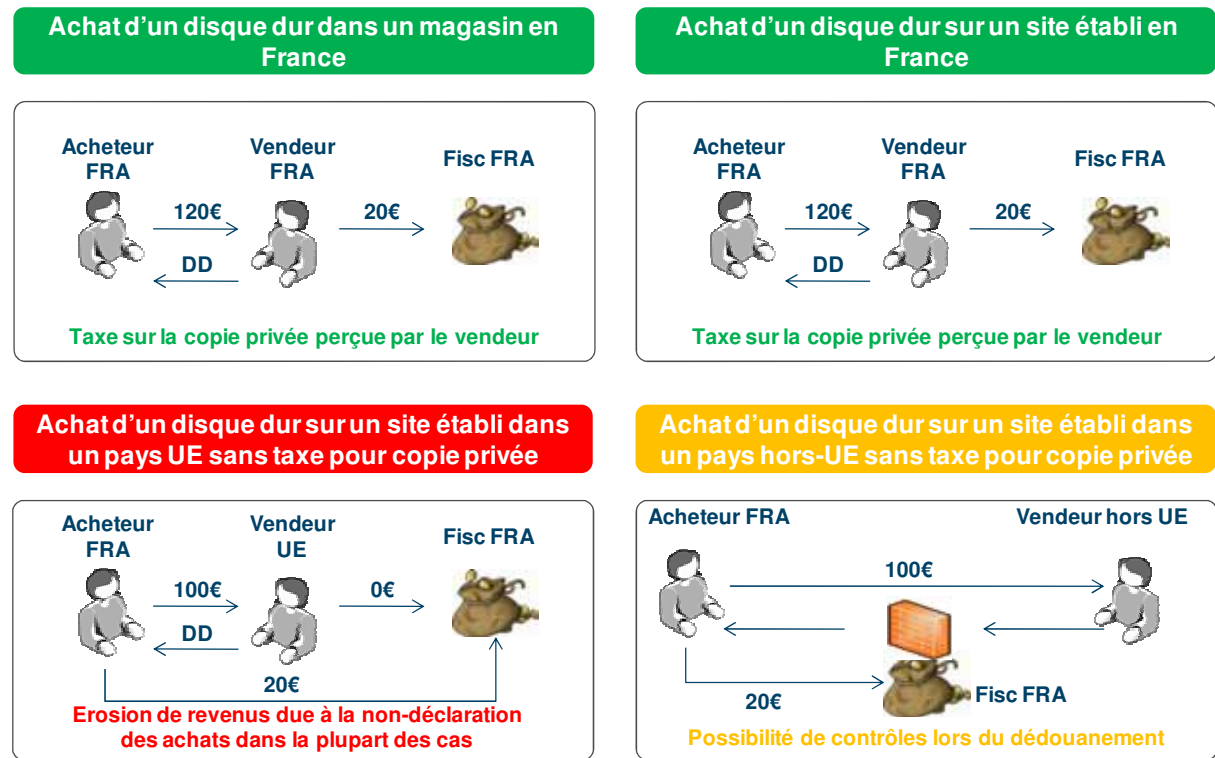 Achat d'un disque dur dans un magasin en
France
Acheteur
FRA
Vendeur
FRA
Fisc FRA
120€
20€
DD
Taxe sur la copie privée perçue par le vendeur
Achat d'un disque dur sur un site établi en
France
Acheteur
FRA
Vendeur
FRA
Fisc FRA
120€
20€
DD
Taxe sur la copie privée perçue par le vendeur
Achat d'un disque dur sur un site établi dans
un pays UE sans taxe pour copie privée
Acheteur
FRA
Vendeur
UE
Fisc FRA
100€
0€
DD
20€
Erosion de revenus due à la non-déclaration
des achats dans la plupart des cas
Achat d'un disque dur sur un site établi dans
un pays hors-UE sans taxe pour copie privée
Acheteur FRA
Vendeur hors UE
100€
20€
Fisc FRA
Possibilité de contrôles lors du dédouanement